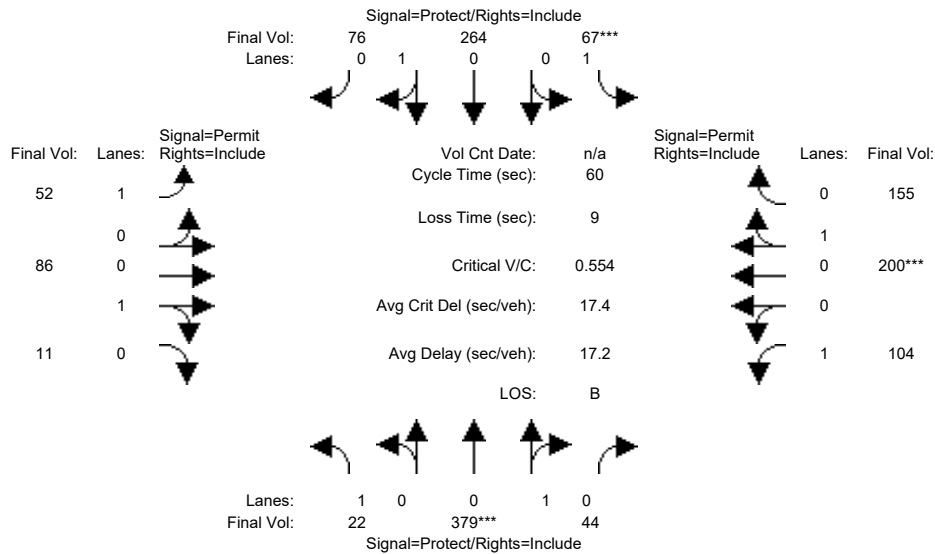 Signal=Protect/Rights=Include
Final Vol: 76 264 67***
Lanes: 0 1 0 0 1
Signal=Permit Signal=Permit
Final Vol: Lanes: Rights=Include Vol Cnt Date: n/a Rights=Include Lanes: Final Vol:
Cycle Time (sec): 60
52 1 0 155
Loss Time (sec): 9
0 1
86 0 Critical V/C: 0.554 0 200***
1 Avg Crit Del (sec/veh): 17.4 0
11 0 Avg Delay (sec/veh): 17.2 1 104
LOS: B
Lanes: 1 0 0 1 0
Final Vol: 22 379*** 44
Signal=Protect/Rights=Include